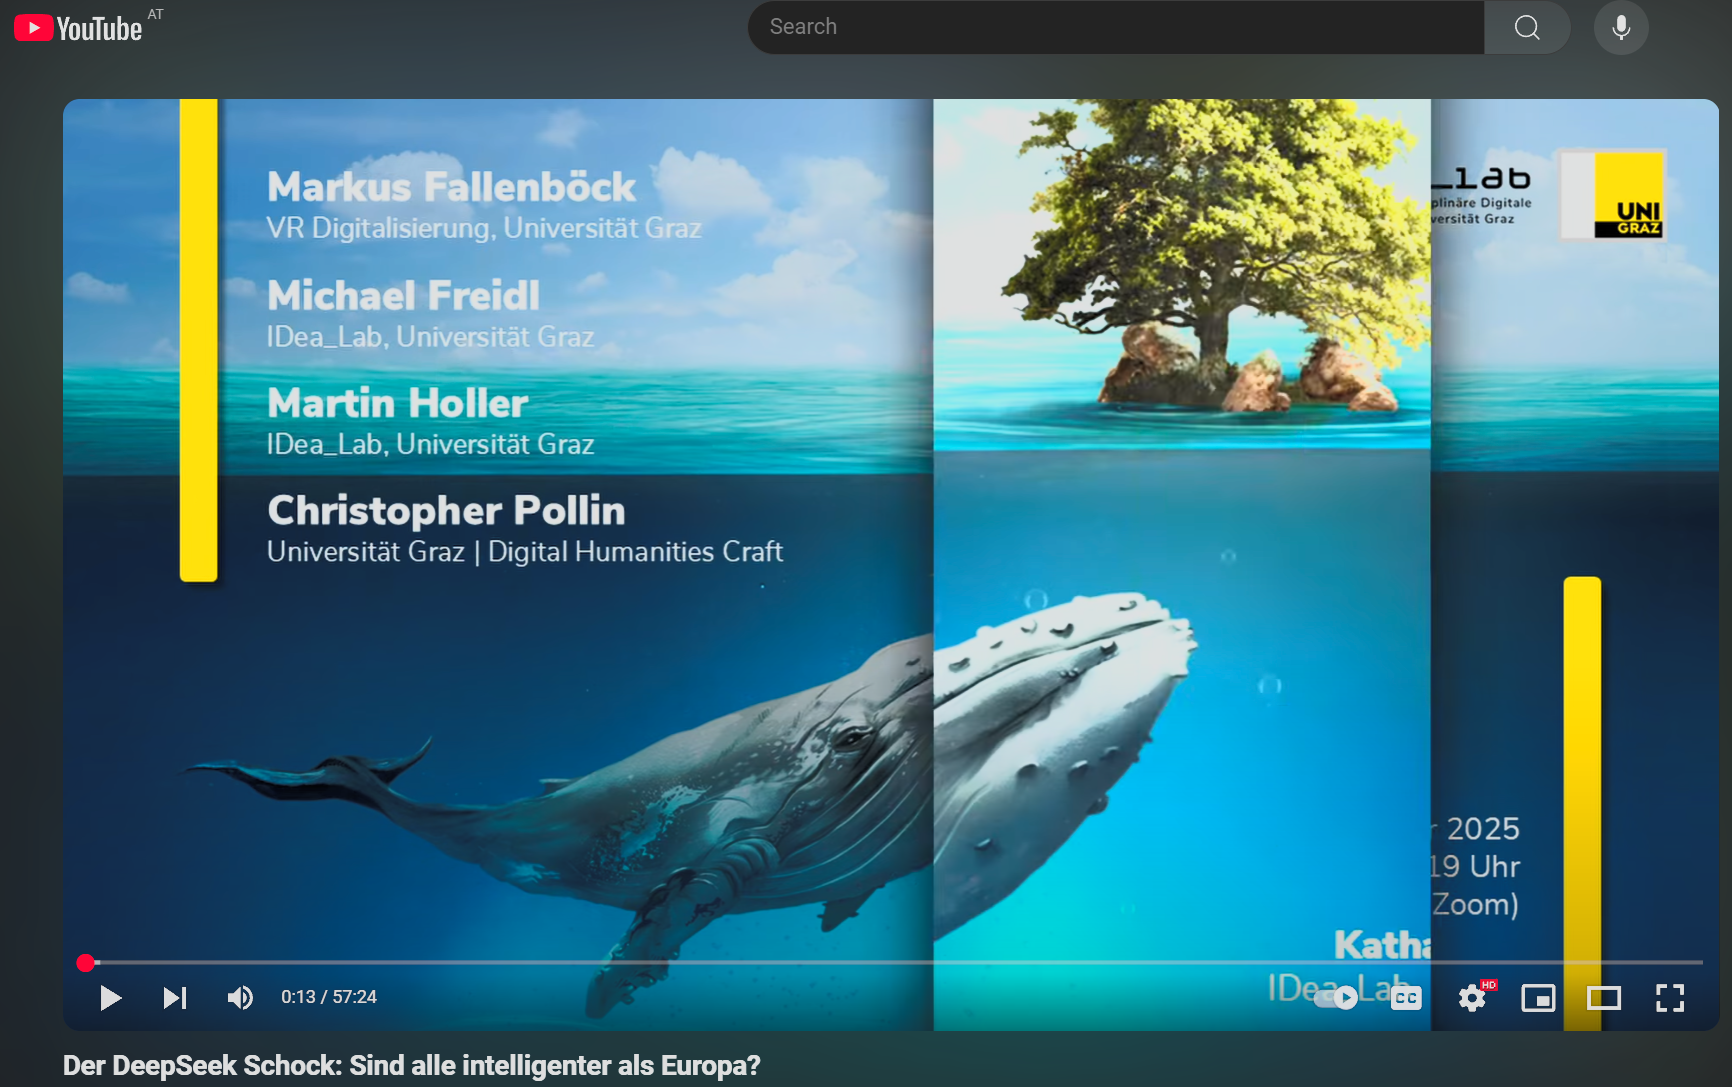 YouTube AT
Search
Markus Fallenböck
VR Digitalisierung, Universität Graz
Michael Freidl
IDea_Lab, Universität Graz
Martin Holler
IDea_Lab, Universität Graz
Christopher Pollin
Universität Graz | Digital Humanities Craft
_Lab
plinäre Digitale
versität Graz
UNI
GRAZ
r 2025
19 Uhr
Zoom)
Katha
IDea_Lab
0:13 / 57:24
CC
HD
Der DeepSeek Schock: Sind alle intelligenter als Europa?